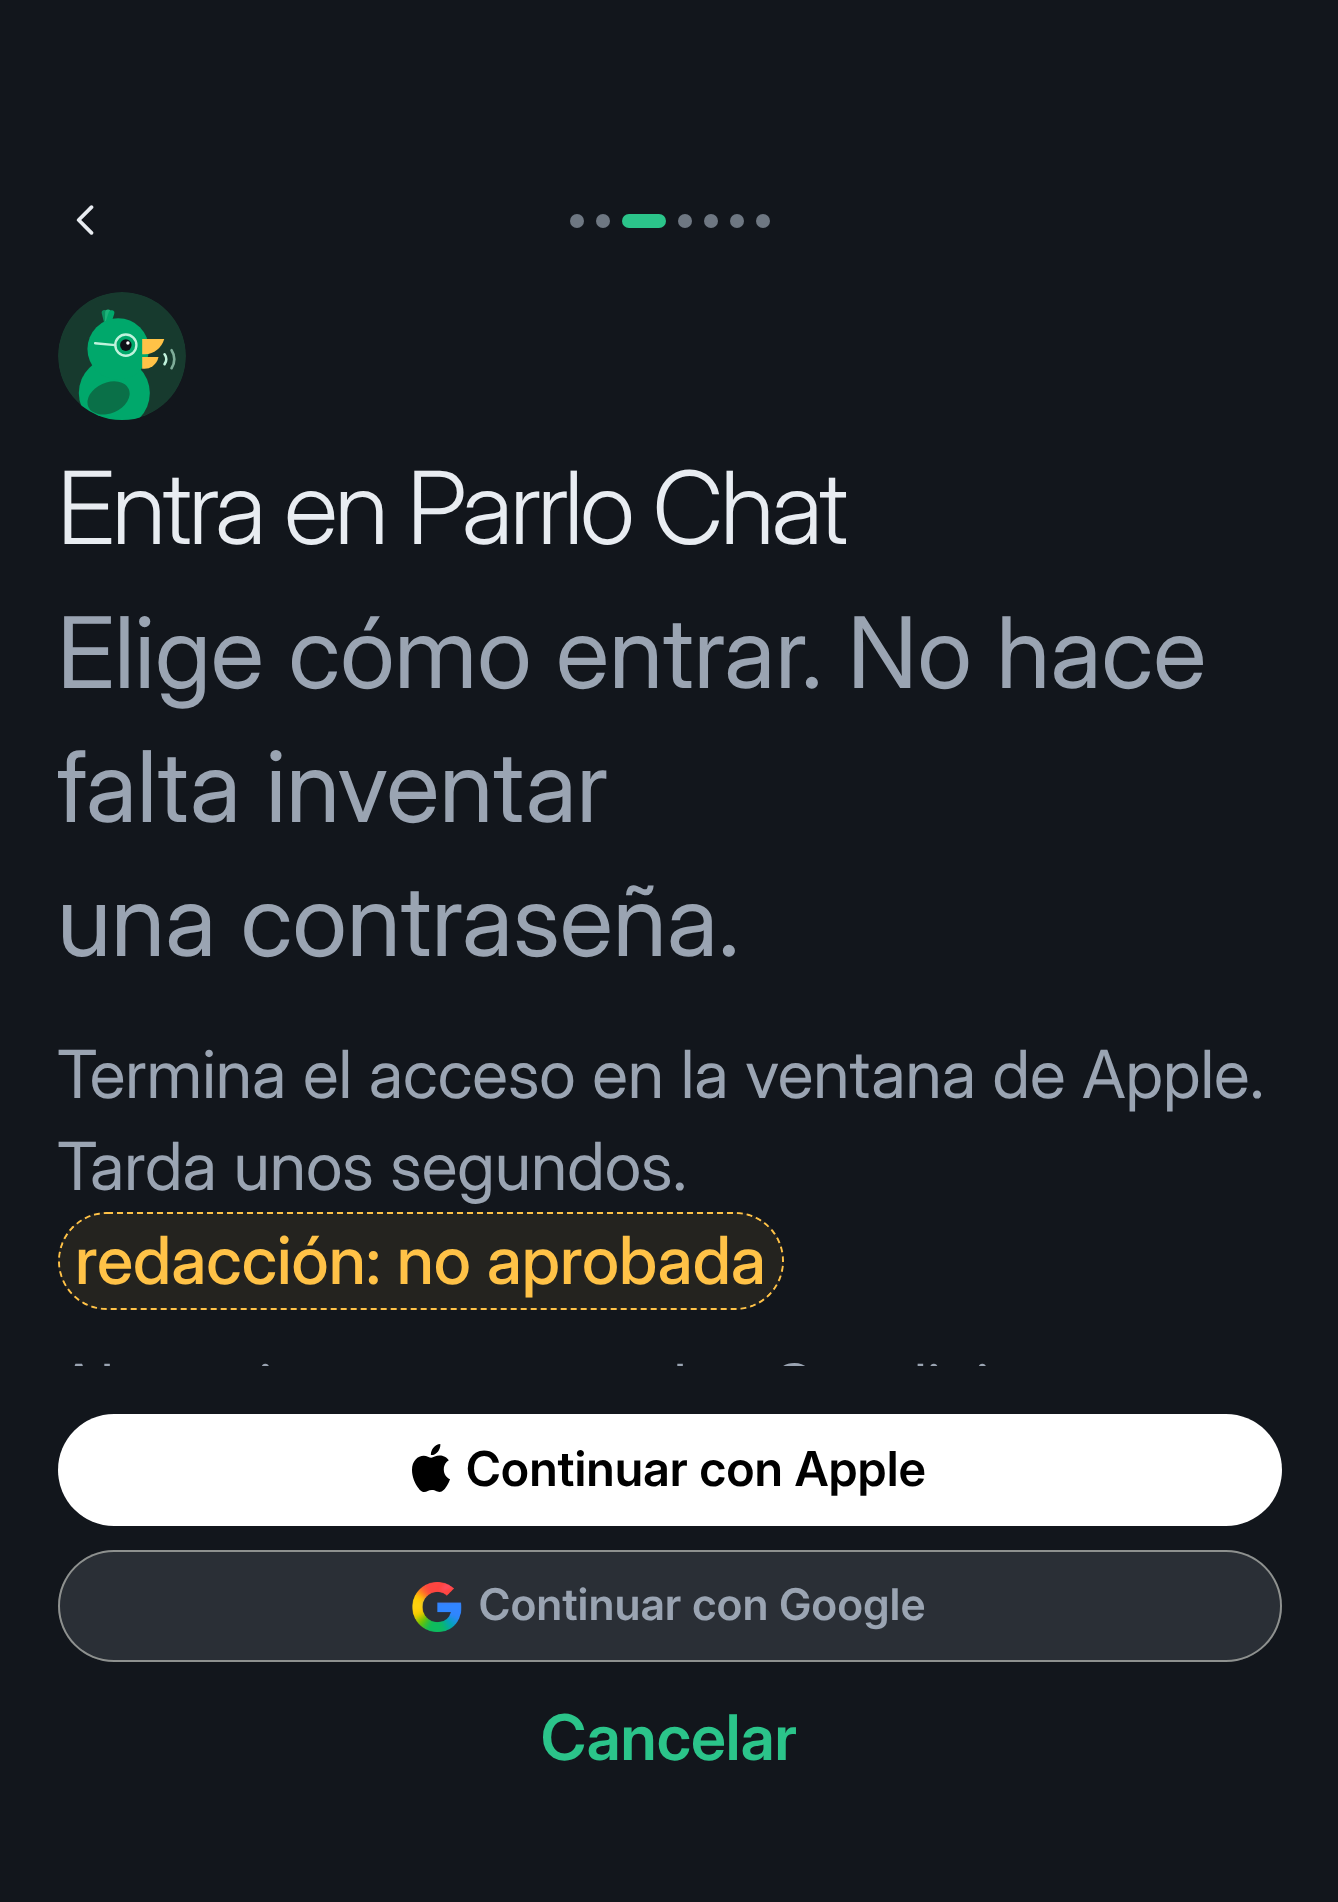 Entra en Parrlo Chat
Elige cómo entrar. No hace
falta inventar
una contraseña.
Termina el acceso en la ventana de Apple.
Tarda unos segundos.
redacción: no aprobada
Continuar con Apple
Continuar con Google
Cancelar